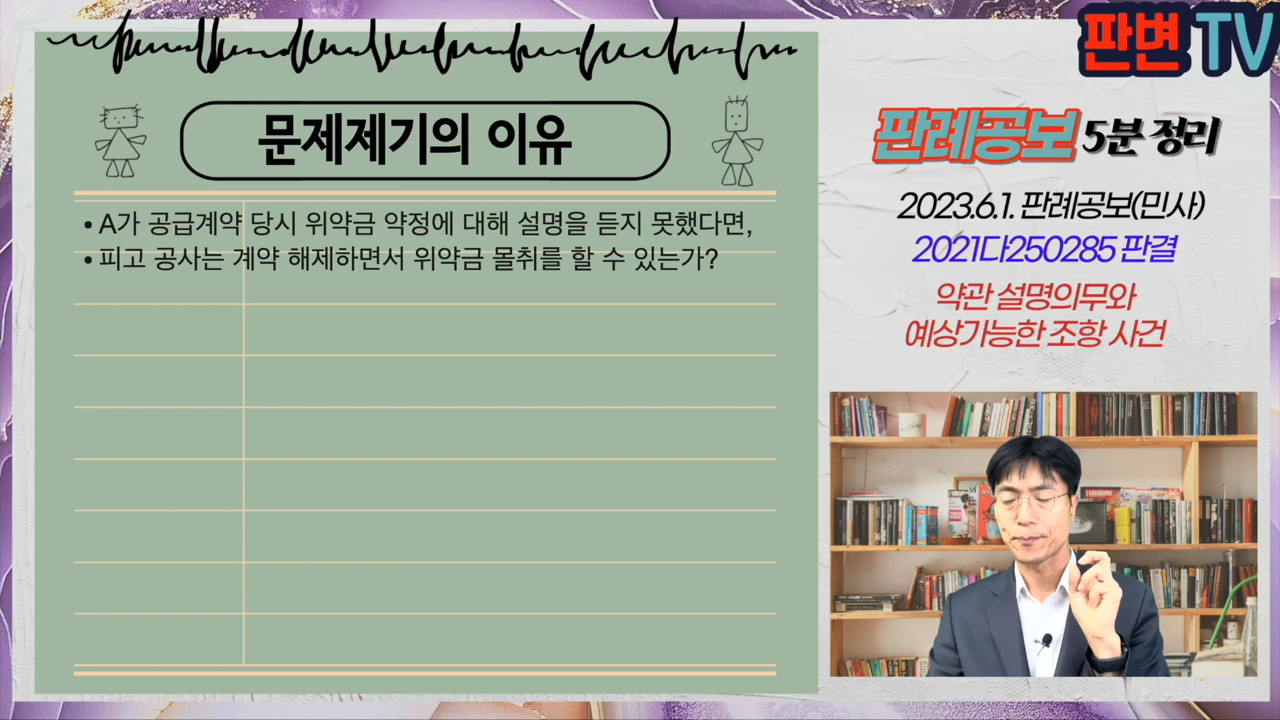 판변 TV
문제제기의 이유
• A가 공급계약 당시 위약금 약정에 대해 설명을 듣지 못했다면,
• 피고 공사는 계약 해제하면서 위약금 몰취를 할 수 있는가?
판례공보 5분 정리
2023.6.1. 판례공보(민사)
2021다250285 판결
약관 설명의무와
예상가능한 조항 사건